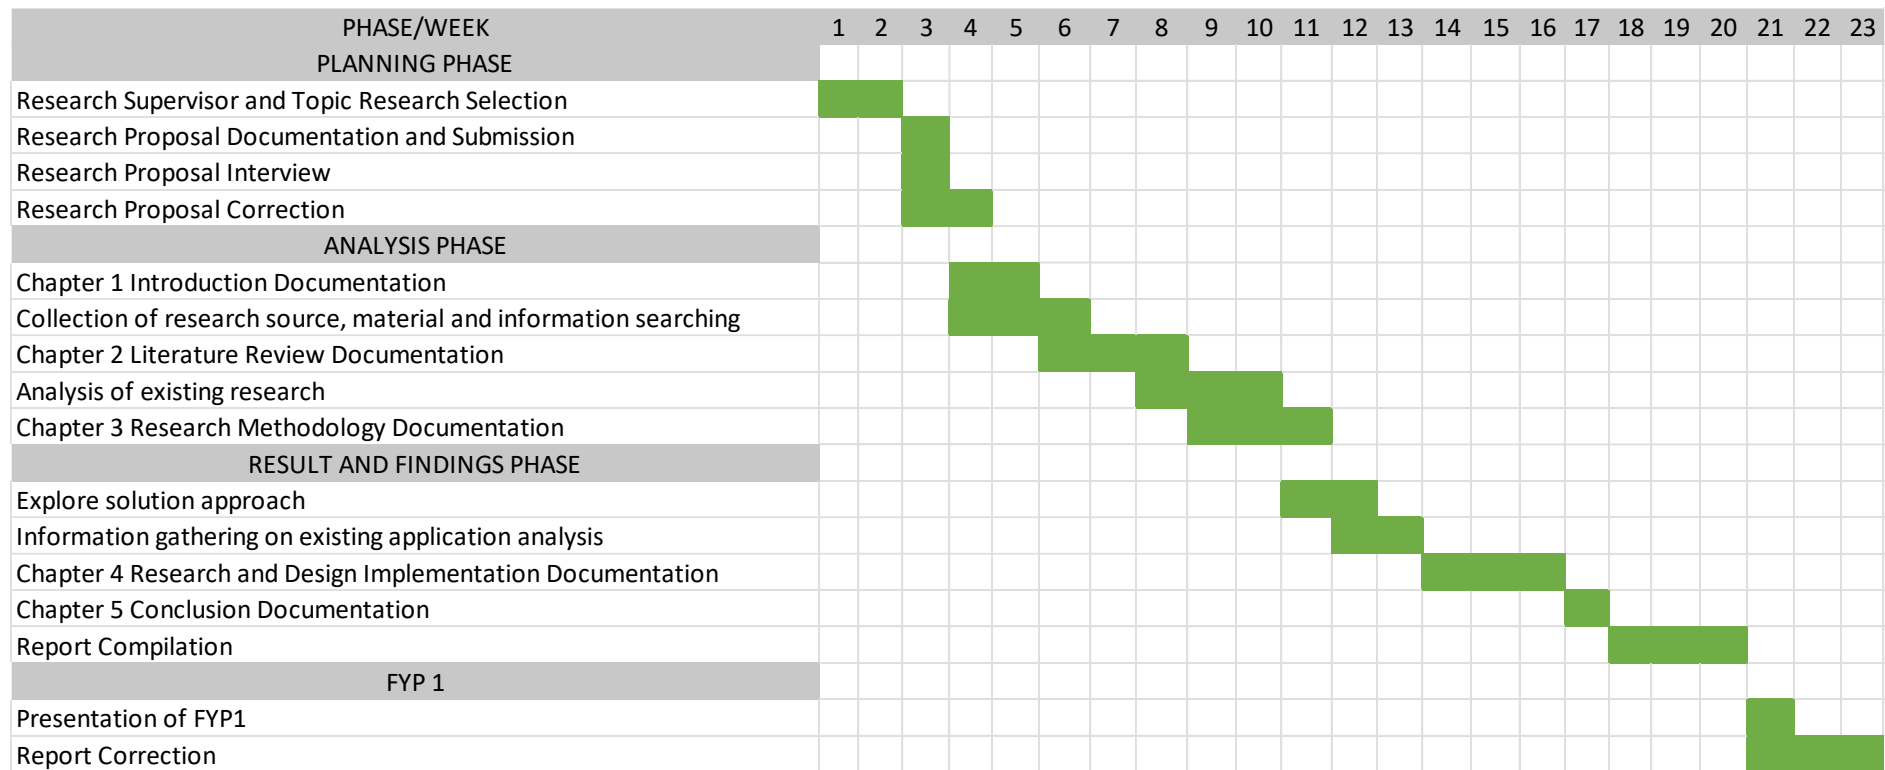 PHASE/WEEK 1 2 3 4 5 6 7 8 9 10 11 12 13 14 15 16 17 18 19 20 21 22 23
PLANNING PHASE
Research Supervisor and Topic Research Selection
Research Proposal Documentation and Submission
Research Proposal Interview
Research Proposal Correction
ANALYSIS PHASE
Chapter 1 Introduction Documentation
Collection of research source, material and information searching
Chapter 2 Literature Review Documentation
Analysis of existing research
Chapter 3 Research Methodology Documentation
RESULT AND FINDINGS PHASE
Explore solution approach
Information gathering on existing application analysis
Chapter 4 Research and Design Implementation Documentation
Chapter 5 Conclusion Documentation
Report Compilation
FYP 1
Presentation of FYP1
Report Correction